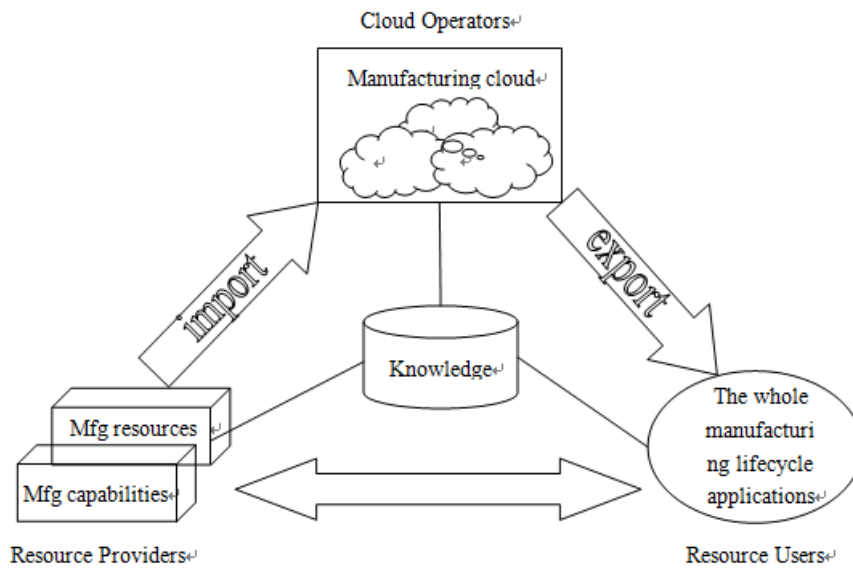 Cloud Operators
Manufacturing cloud
import
export
Knowledge
Mfg resources
Mfg capabilities
The whole
manufacturi
ng lifecycle
applications
Resource Providers
Resource Users